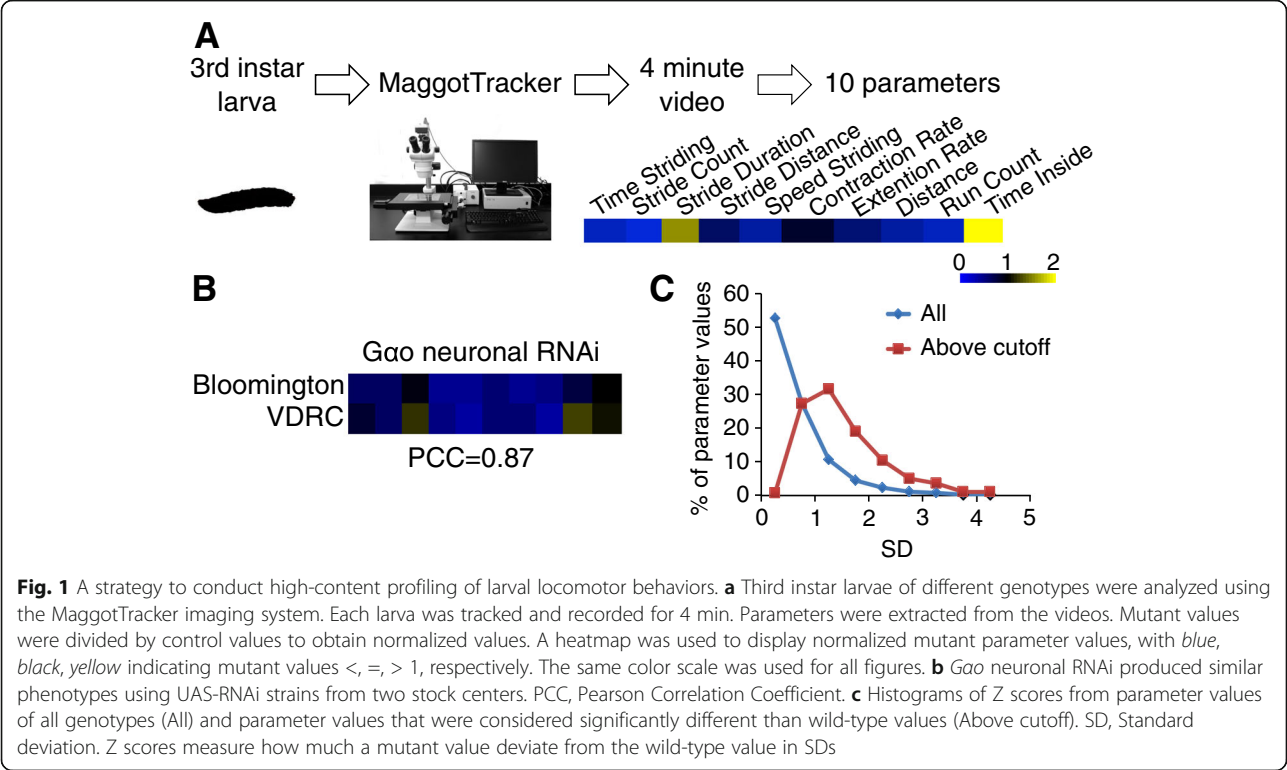 A
3rd instar
larva
MaggotTracker
4 minute
video
10 parameters
Time Striding
Stride Count
Stride Duration
Stride Distance
Speed Striding
Contraction Rate
Extention Rate
Distance
Run Count
Time Inside
0 1 2
B
Gαo neuronal RNAi
Bloomington
VDRC
PCC=0.87
C
% of parameter values
60
50
40
30
20
10
0
All
Above cutoff
0 1 2 3 4 5
SD
Fig. 1 A strategy to conduct high-content profiling of larval locomotor behaviors. a Third instar larvae of different genotypes were analyzed using
the MaggotTracker imaging system. Each larva was tracked and recorded for 4 min. Parameters were extracted from the videos. Mutant values
were divided by control values to obtain normalized values. A heatmap was used to display normalized mutant parameter values, with blue,
black, yellow indicating mutant values <, =, > 1, respectively. The same color scale was used for all figures. b Gαo neuronal RNAi produced similar
phenotypes using UAS-RNAi strains from two stock centers. PCC, Pearson Correlation Coefficient. c Histograms of Z scores from parameter values
of all genotypes (All) and parameter values that were considered significantly different than wild-type values (Above cutoff). SD, Standard
deviation. Z scores measure how much a mutant value deviate from the wild-type value in SDs